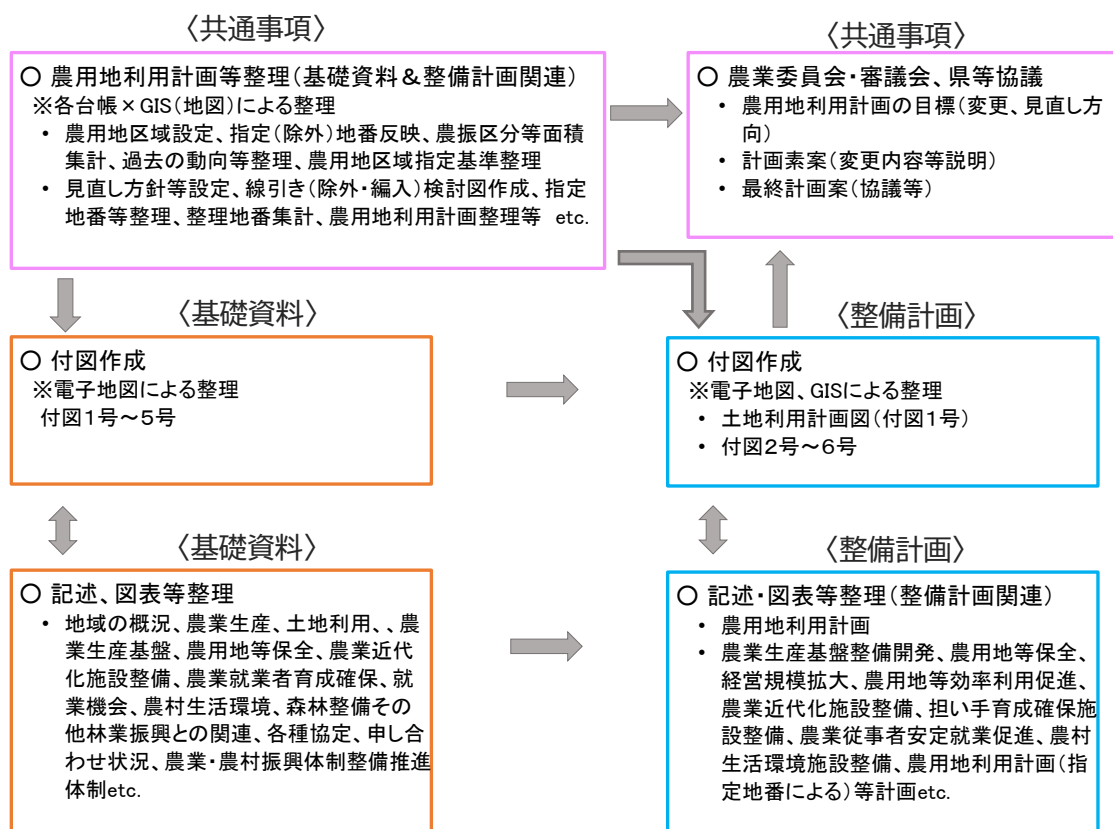 〈共通事項〉
〇 農用地利用計画等整理(基礎資料＆整備計画関連)
※各台帳×GIS(地図)による整理
• 農用地区域設定、指定(除外)地番反映、農振区分等面積
集計、過去の動向等整理、農用地区域指定基準整理
• 見直し方針等設定、線引き(除外・編入)検討図作成、指定
地番等整理、整理地番集計、農用地利用計画整理等 etc.
〈共通事項〉
〇 農業委員会・審議会、県等協議
• 農用地利用計画の目標(変更、見直し方
向)
• 計画素案(変更内容等説明)
• 最終計画案(協議等)
〈基礎資料〉
〇 付図作成
※電子地図による整理
付図１号～５号
〈整備計画〉
〇 付図作成
※電子地図、GISによる整理
• 土地利用計画図(付図１号)
• 付図２号～６号
〈基礎資料〉
〇 記述、図表等整理
• 地域の概況、農業生産、土地利用、、農
業生産基盤、農用地等保全、農業近代
化施設整備、農業就業者育成確保、就
業機会、農村生活環境、森林整備その
他林業振興との関連、各種協定、申し合
わせ状況、農業・農村振興体制整備推進
体制etc.
〈整備計画〉
〇 記述・図表等整理(整備計画関連)
• 農用地利用計画
• 農業生産基盤整備開発、農用地等保全、
経営規模拡大、農用地等効率利用促進、
農業近代化施設整備、担い手育成確保施
設整備、農業従事者安定就業促進、農村
生活環境施設整備、農用地利用計画(指
定地番による)等計画etc.